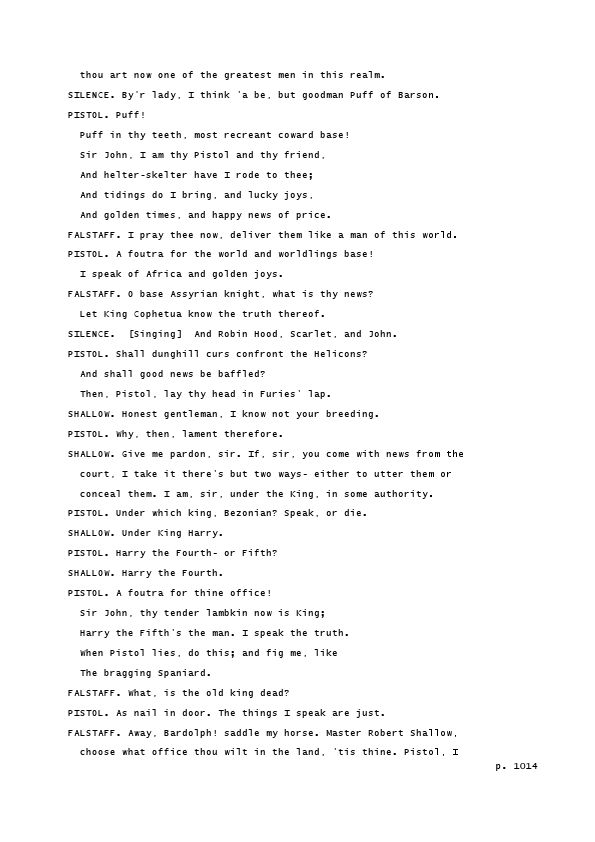 thou art now one of the greatest men in this realm.
SILENCE. By'r lady, I think 'a be, but goodman Puff of Barson.
PISTOL. Puff!
Puff in thy teeth, most recreant coward base!
Sir John, I am thy Pistol and thy friend,
And helter-skelter have I rode to thee;
And tidings do I bring, and lucky joys,
And golden times, and happy news of price.
FALSTAFF. I pray thee now, deliver them like a man of this world.
PISTOL. A foutra for the world and worldlings base!
I speak of Africa and golden joys.
FALSTAFF. O base Assyrian knight, what is thy news?
Let King Cophetua know the truth thereof.
SILENCE.  [Singing]  And Robin Hood, Scarlet, and John.
PISTOL. Shall dunghill curs confront the Helicons?
And shall good news be baffled?
Then, Pistol, lay thy head in Furies' lap.
SHALLOW. Honest gentleman, I know not your breeding.
PISTOL. Why, then, lament therefore.
SHALLOW. Give me pardon, sir. If, sir, you come with news from the
court, I take it there's but two ways- either to utter them or
conceal them. I am, sir, under the King, in some authority.
PISTOL. Under which king, Bezonian? Speak, or die.
SHALLOW. Under King Harry.
PISTOL. Harry the Fourth- or Fifth?
SHALLOW. Harry the Fourth.
PISTOL. A foutra for thine office!
Sir John, thy tender lambkin now is King;
Harry the Fifth's the man. I speak the truth.
When Pistol lies, do this; and fig me, like
The bragging Spaniard.
FALSTAFF. What, is the old king dead?
PISTOL. As nail in door. The things I speak are just.
FALSTAFF. Away, Bardolph! saddle my horse. Master Robert Shallow,
choose what office thou wilt in the land, 'tis thine. Pistol, I
p. 1014